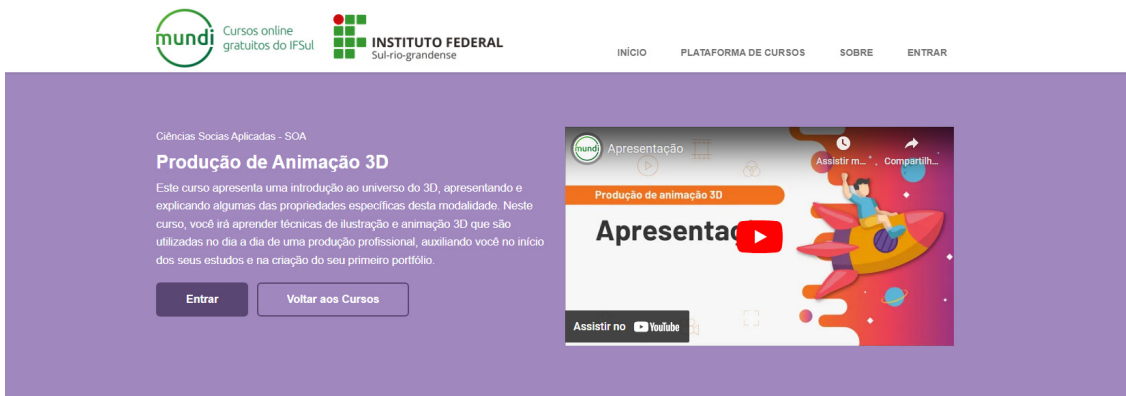 mundi
Cursos online
gratuitos do IFSul
INSTITUTO FEDERAL
Sul-rio-grandense
INÍCIO
PLATAFORMA DE CURSOS
SOBRE
ENTRAR
Ciências Socias Aplicadas - SOA
Produção de Animação 3D
Este curso apresenta uma introdução ao universo do 3D, apresentando e
explicando algumas das propriedades específicas desta modalidade. Neste
curso, você irá aprender técnicas de ilustração e animação 3D que são
utilizadas no dia a dia de uma produção profissional, auxiliando você no início
dos seus estudos e na criação do seu primeiro portfólio.
Entrar
Voltar aos Cursos
mundi
Apresentação
Assistir m...
Compartilh...
Produção de animação 3D
Apresentaç
Assistir no YouTube